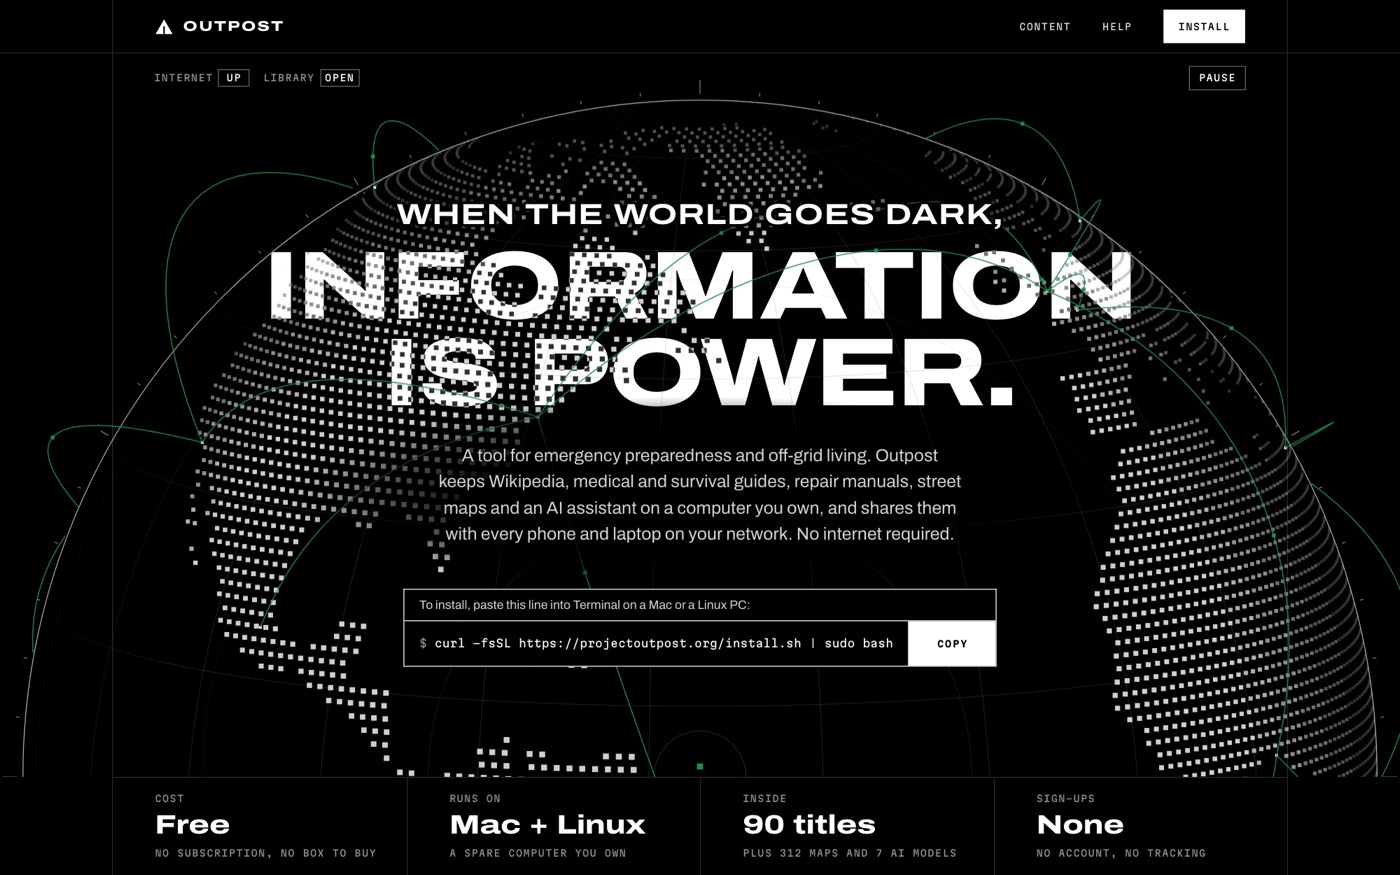 OUTPOST
CONTENT
HELP
INSTALL
INTERNET UP LIBRARY OPEN
PAUSE
WHEN THE WORLD GOES DARK,
INFORMATION
IS POWER.
A tool for emergency preparedness and off-grid living. Outpost
keeps Wikipedia, medical and survival guides, repair manuals, street
maps and an AI assistant on a computer you own, and shares them
with every phone and laptop on your network. No internet required.
To install, paste this line into Terminal on a Mac or a Linux PC:
$ curl -fsSL https://projectoutpost.org/install.sh | sudo bash
COPY
COST
Free
NO SUBSCRIPTION, NO BOX TO BUY
RUNS ON
Mac + Linux
A SPARE COMPUTER YOU OWN
INSIDE
90 titles
PLUS 312 MAPS AND 7 AI MODELS
SIGN-UPS
None
NO ACCOUNT, NO TRACKING